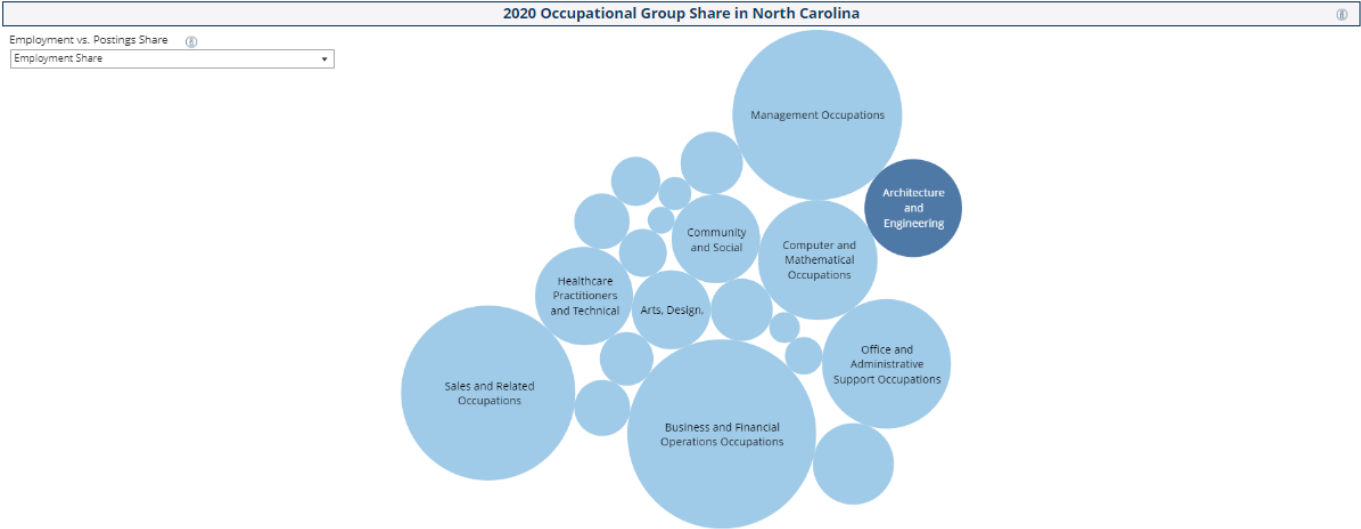 2020 Occupational Group Share in North Carolina
Employment vs. Postings Share
Employment Share
Management Occupations
Architecture
and
Engineering
Community
and Social
Computer and
Mathematical
Occupations
Healthcare
Practitioners
and Technical
Arts, Design,
Office and
Administrative
Support Occupations
Sales and Related
Occupations
Business and Financial
Operations Occupations